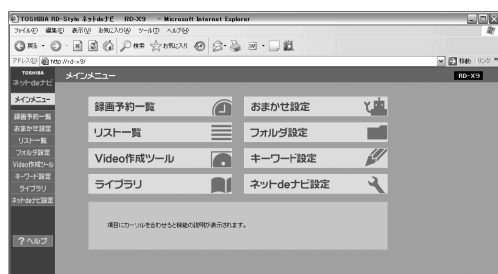 TOSHIBA RD-Style ネットdeナビ RD-X9 - Microsoft Internet Explorer
ファイル(F) 編集(E) 表示(V) お気に入り(A) ツール(T) ヘルプ(H)
戻る 検索 お気に入り
アドレス(D) http://rd-x9/ 移動 リンク »
TOSHIBA
ネットdeナビ
メインメニュー
RD-X9
メインメニュー
録画予約一覧
おまかせ設定
リスト一覧
フォルダ設定
Video作成ツール
キーワード設定
ライブラリ
ネットdeナビ設定
? ヘルプ
録画予約一覧
おまかせ設定
リスト一覧
フォルダ設定
Video作成ツール
キーワード設定
ライブラリ
ネットdeナビ設定
項目にカーソルを合わせると機能の説明が表示されます。